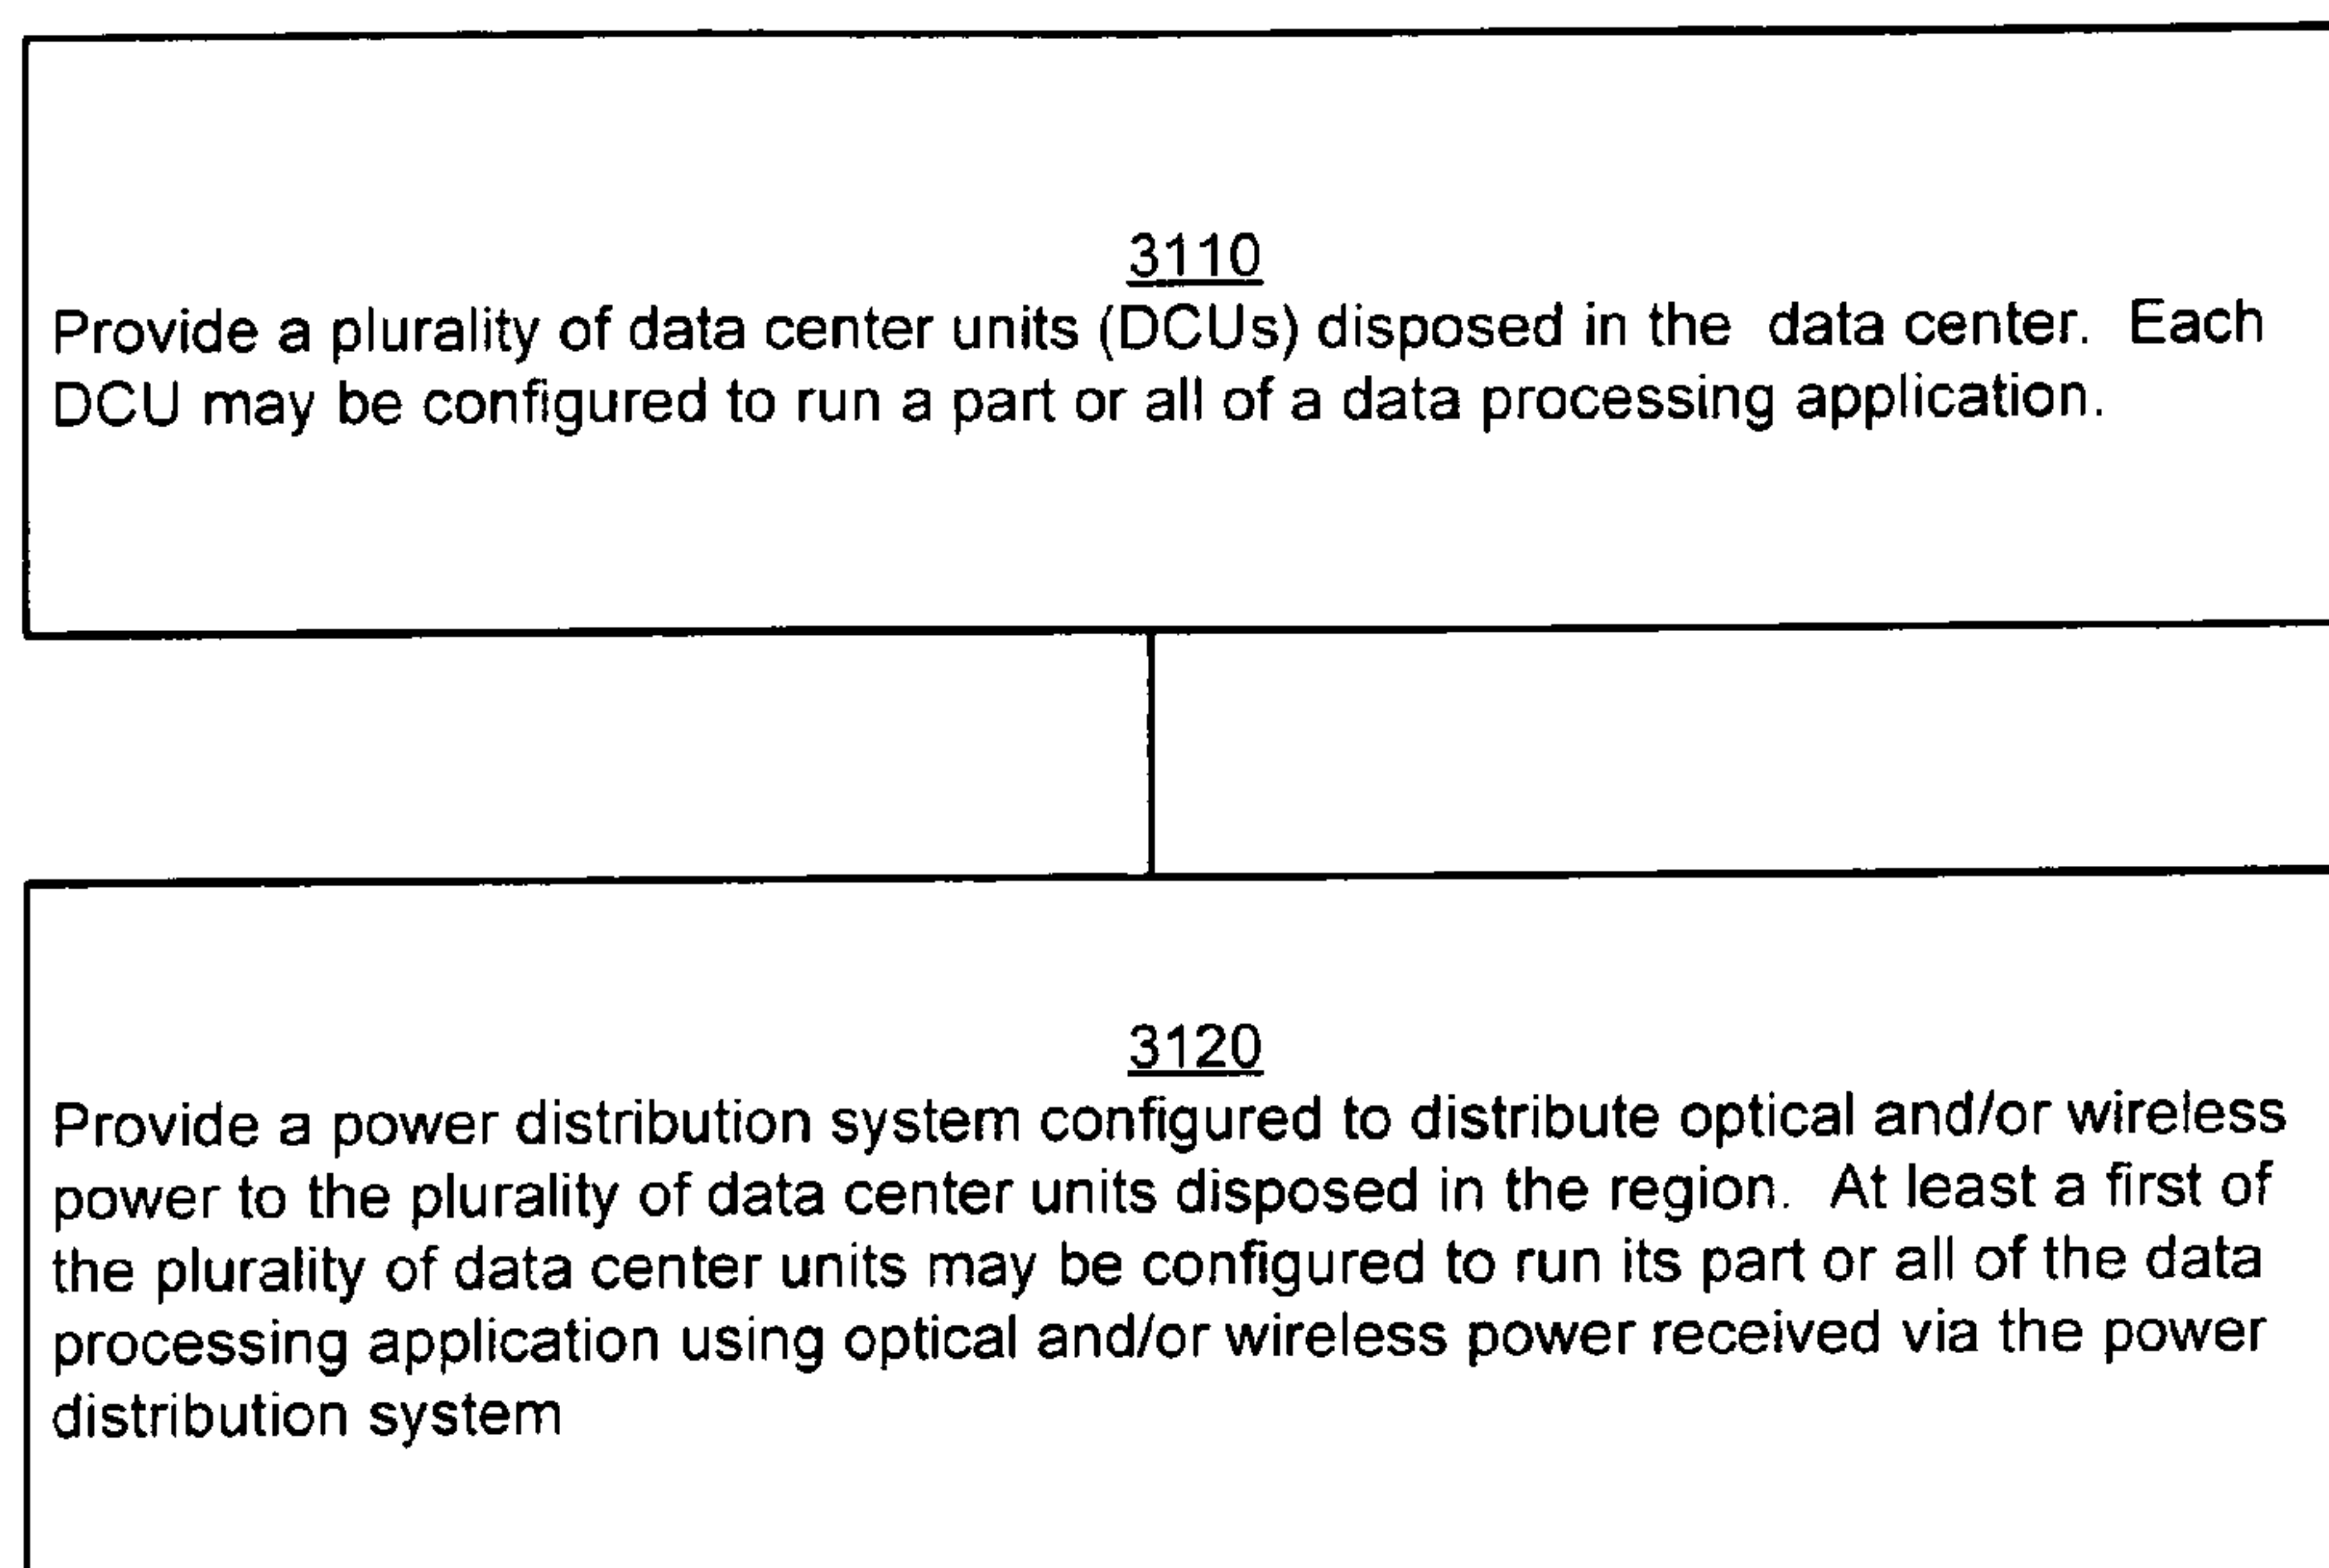 3110
Provide a plurality of data center units (DCUs) disposed in the data center. Each
DCU may be configured to run a part or all of a data processing application.
3120
Provide a power distribution system configured to distribute optical and/or wireless
power to the plurality of data center units disposed in the region. At least a first of
the plurality of data center units may be configured to run its part or all of the data
processing application using optical and/or wireless power received via the power
distribution system